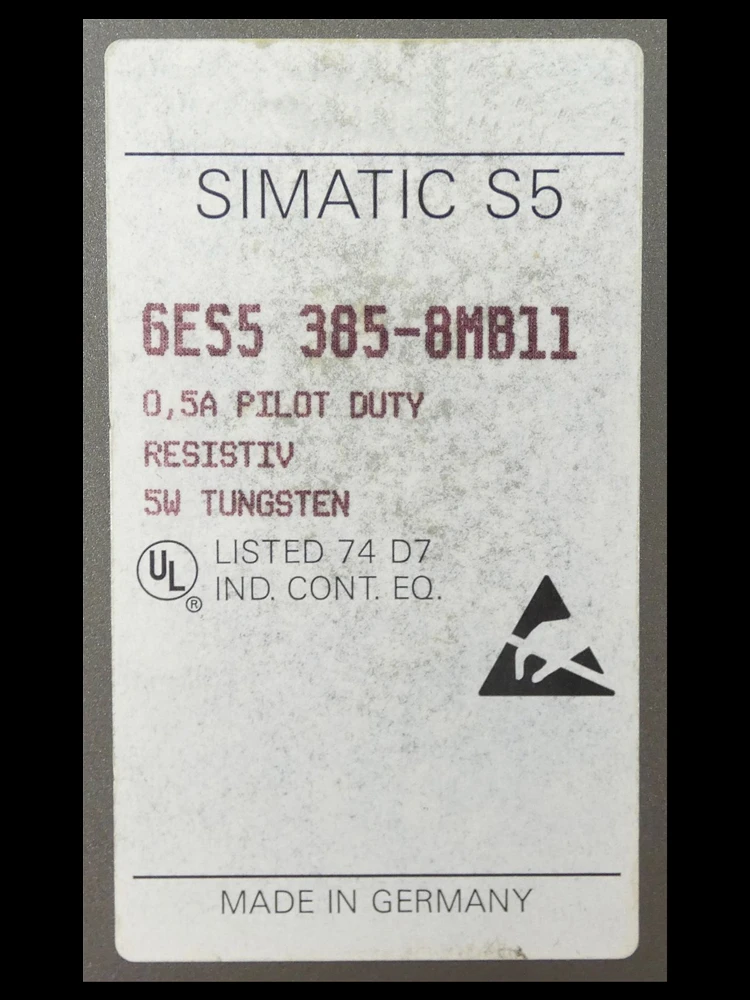 SIMATIC S5
6ES5 385-8MB11
0,5A PILOT DUTY
RESISTIV
5W TUNGSTEN
UL ® LISTED 74 D7
IND. CONT. EQ.
MADE IN GERMANY